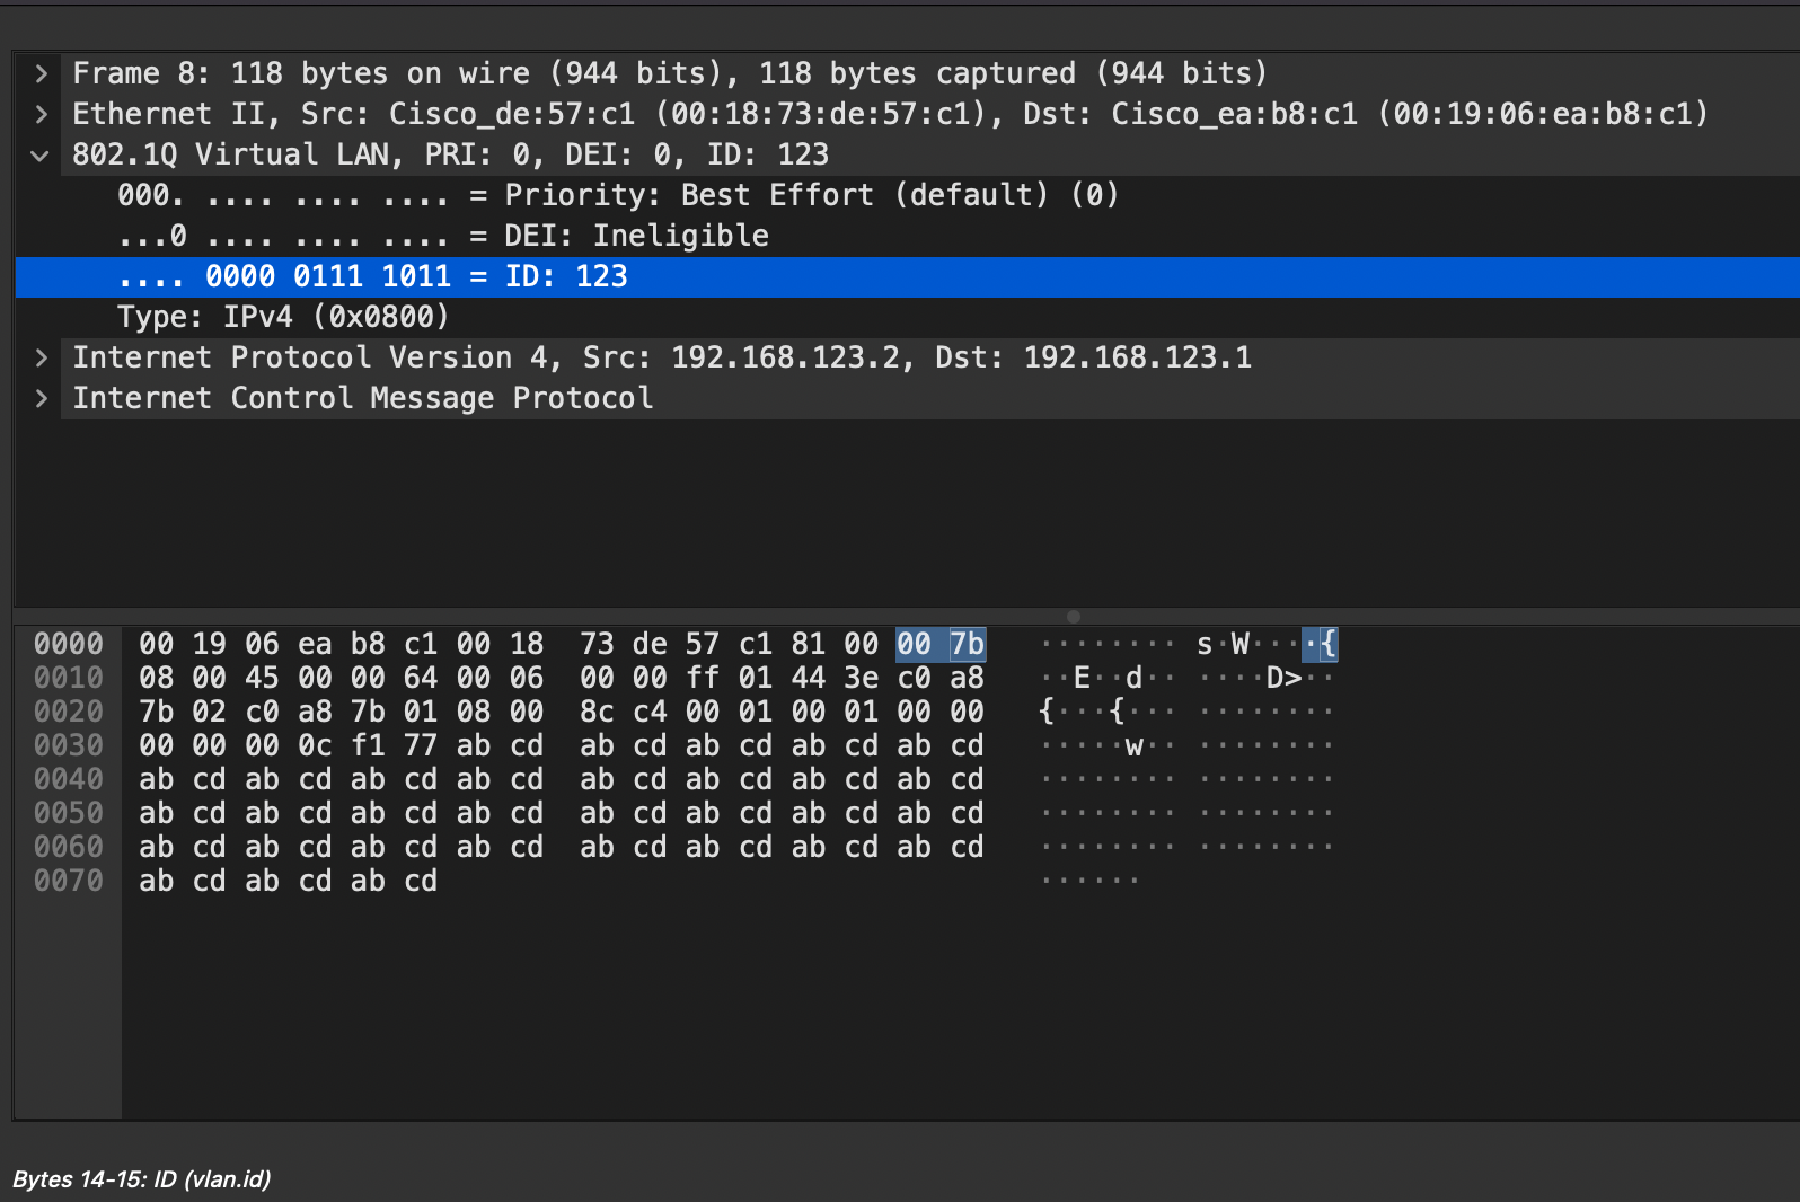 Frame 8: 118 bytes on wire (944 bits), 118 bytes captured (944 bits)
Ethernet II, Src: Cisco_de:57:c1 (00:18:73:de:57:c1), Dst: Cisco_ea:b8:c1 (00:19:06:ea:b8:c1)
802.1Q Virtual LAN, PRI: 0, DEI: 0, ID: 123
000. .... .... .... = Priority: Best Effort (default) (0)
...0 .... .... .... = DEI: Ineligible
.... 0000 0111 1011 = ID: 123
Type: IPv4 (0x0800)
Internet Protocol Version 4, Src: 192.168.123.2, Dst: 192.168.123.1
Internet Control Message Protocol
0000 00 19 06 ea b8 c1 00 18 73 de 57 c1 81 00 00 7b ········ s·W····{
0010 08 00 45 00 00 64 00 06 00 00 ff 01 44 3e c0 a8 ··E··d·· ····D>··
0020 7b 02 c0 a8 7b 01 08 00 8c c4 00 01 00 01 00 00 {···{··· ········
0030 00 00 00 0c f1 77 ab cd ab cd ab cd ab cd ab cd ·····w·· ········
0040 ab cd ab cd ab cd ab cd ab cd ab cd ab cd ab cd ········ ········
0050 ab cd ab cd ab cd ab cd ab cd ab cd ab cd ab cd ········ ········
0060 ab cd ab cd ab cd ab cd ab cd ab cd ab cd ab cd ········ ········
0070 ab cd ab cd ab cd ······
Bytes 14-15: ID (vlan.id)